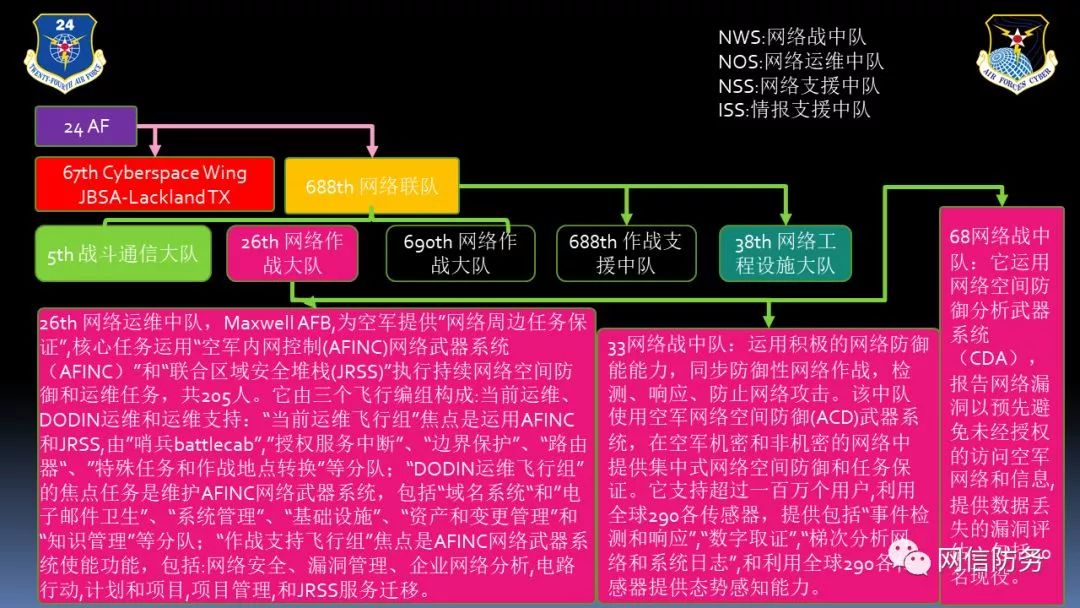 24
TWENTY-FOURTH AIR FORCE
NWS:网络战中队
NOS:网络运维中队
NSS:网络支援中队
ISS:情报支援中队
AIR FORCES CYBER
24 AF
67th Cyberspace Wing
JBSA-Lackland TX
688th 网络联队
5th 战斗通信大队
26th 网络作
战大队
690th 网络作
战大队
688th 作战支
援中队
38th 网络工
程设施大队
26th 网络运维中队，Maxwell AFB,为空军提供"网络周边任务保
证",核心任务运用"空军内网控制(AFINC)网络武器系统
（AFINC）"和"联合区域安全堆栈(JRSS)"执行持续网络空间防
御和运维任务，共205人。它由三个飞行编组构成:当前运维、
DODIN运维和运维支持："当前运维飞行组"焦点是运用AFINC
和JRSS,由"哨兵battlecab","授权服务中断"、"边界保护"、"路由
器"、"特殊任务和作战地点转换"等分队；"DODIN运维飞行组"
的焦点任务是维护AFINC网络武器系统，包括"域名系统"和"电
子邮件卫生"、"系统管理"、"基础设施"、"资产和变更管理"和
"知识管理"等分队；"作战支持飞行组"焦点是AFINC网络武器系
统使能功能，包括:网络安全、漏洞管理、企业网络分析,电路
行动,计划和项目,项目管理,和JRSS服务迁移。
33网络战中队：运用积极的网络防御
能能力，同步防御性网络作战，检
测、响应、防止网络攻击。该中队
使用空军网络空间防御(ACD)武器系
统，在空军机密和非机密的网络中
提供集中式网络空间防御和任务保
证。它支持超过一百万个用户,利用
全球290各传感器，提供包括"事件检
测和响应","数字取证","梯次分析网
络和系统日志",和利用全球290各传
感器提供态势感知能力。
68网络战中
队：它运用
网络空间防
御分析武器
系统
（CDA），
报告网络漏
洞以预先避
免未经授权
的访问空军
网络和信息,
提供数据丢
失的漏洞评
名现役。
网信防务